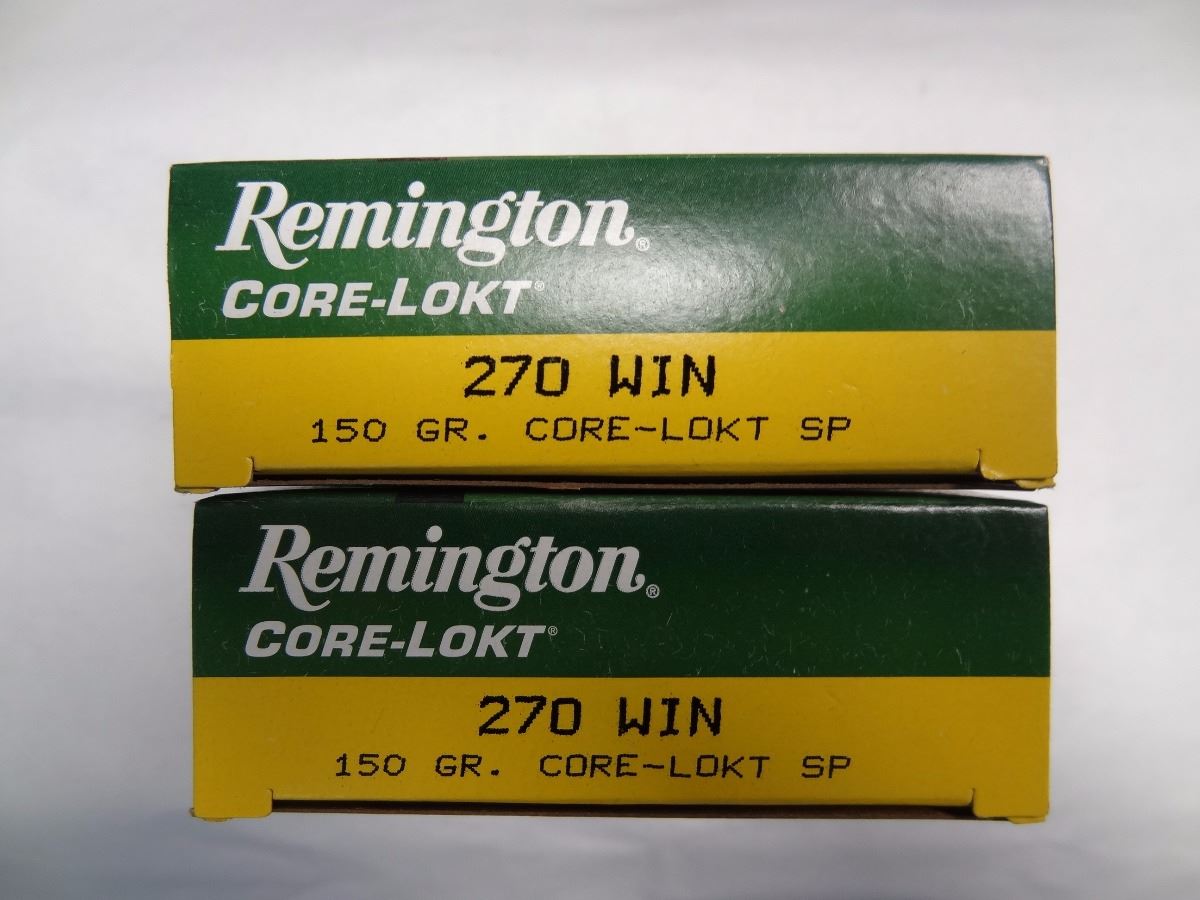 Remington®
CORE-LOKT®
270 WIN
150 GR. CORE-LOKT SP
Remington®
CORE-LOKT®
270 WIN
150 GR. CORE-LOKT SP